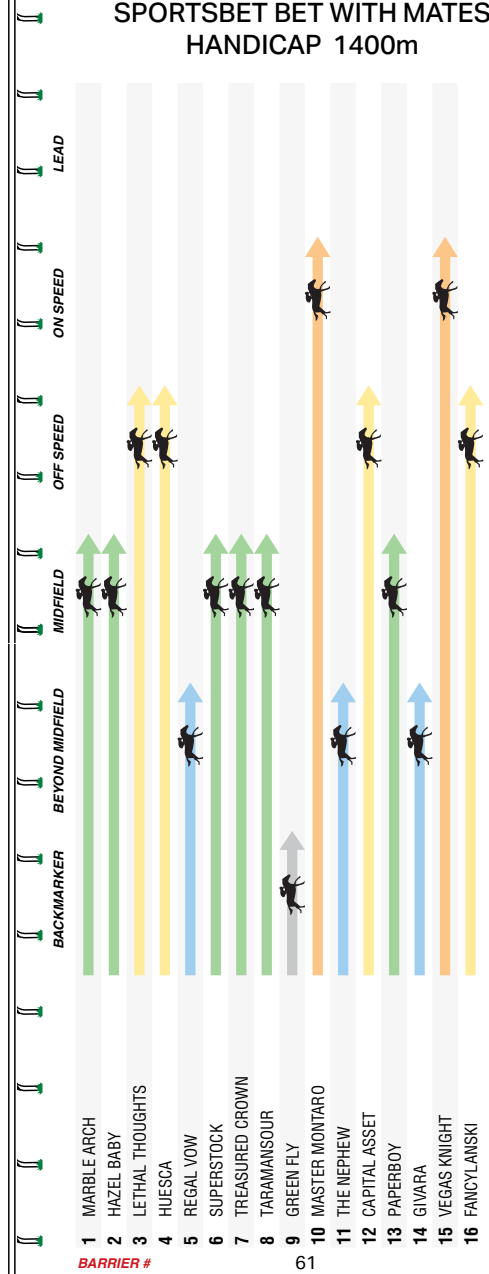 SPORTSBET BET WITH MATES
HANDICAP 1400m
LEAD
ON SPEED
OFF SPEED
MIDFIELD
BEYOND MIDFIELD
BACKMARKER
1 MARBLE ARCH
2 HAZEL BABY
3 LETHAL THOUGHTS
4 HUESCA
5 REGAL VOW
6 SUPERSTOCK
7 TREASURED CROWN
8 TARAMANSOUR
9 GREEN FLY
10 MASTER MONTARO
11 THE NEPHEW
12 CAPITAL ASSET
13 PAPERBOY
14 GIVARA
15 VEGAS KNIGHT
16 FANCYLANSKI
BARRIER #
61